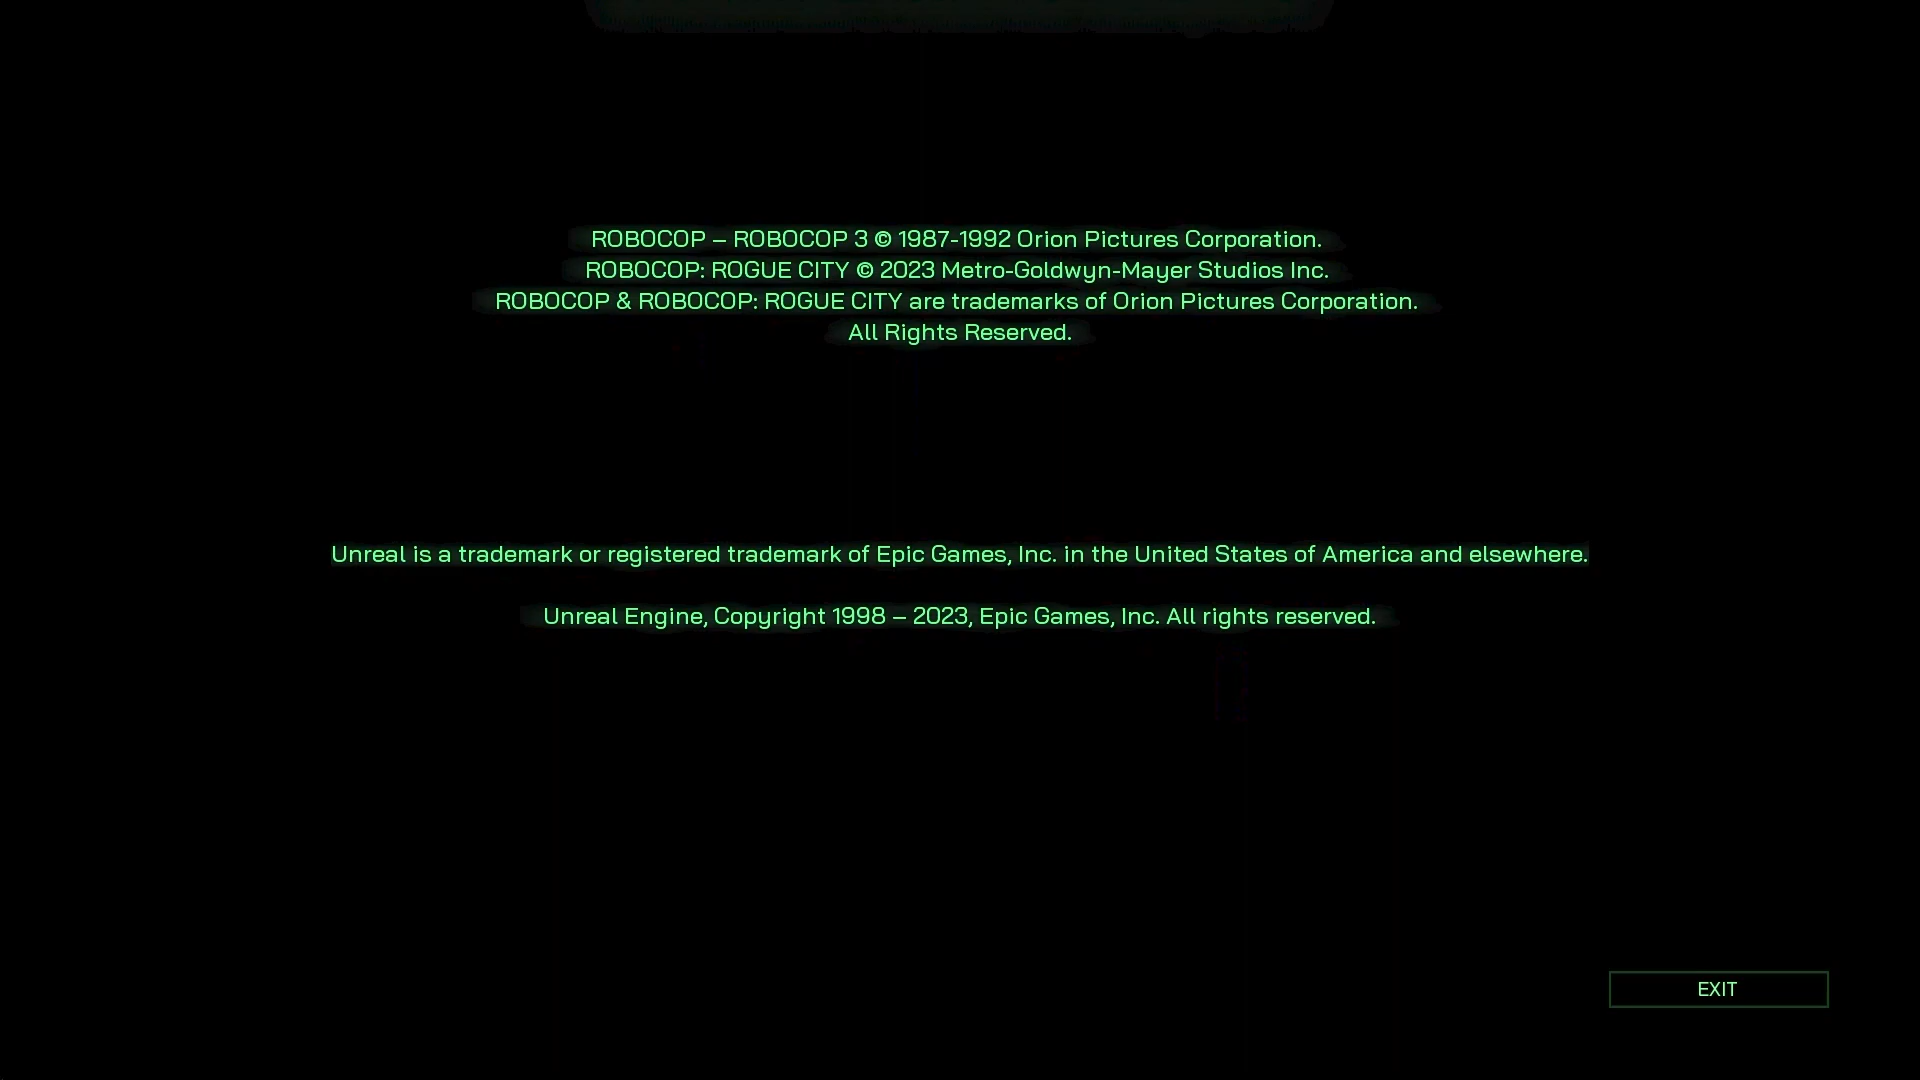 ROBOCOP – ROBOCOP 3 © 1987-1992 Orion Pictures Corporation.
ROBOCOP: ROGUE CITY © 2023 Metro-Goldwyn-Mayer Studios Inc.
ROBOCOP & ROBOCOP: ROGUE CITY are trademarks of Orion Pictures Corporation.
All Rights Reserved.
Unreal is a trademark or registered trademark of Epic Games, Inc. in the United States of America and elsewhere.
Unreal Engine, Copyright 1998 – 2023, Epic Games, Inc. All rights reserved.
EXIT